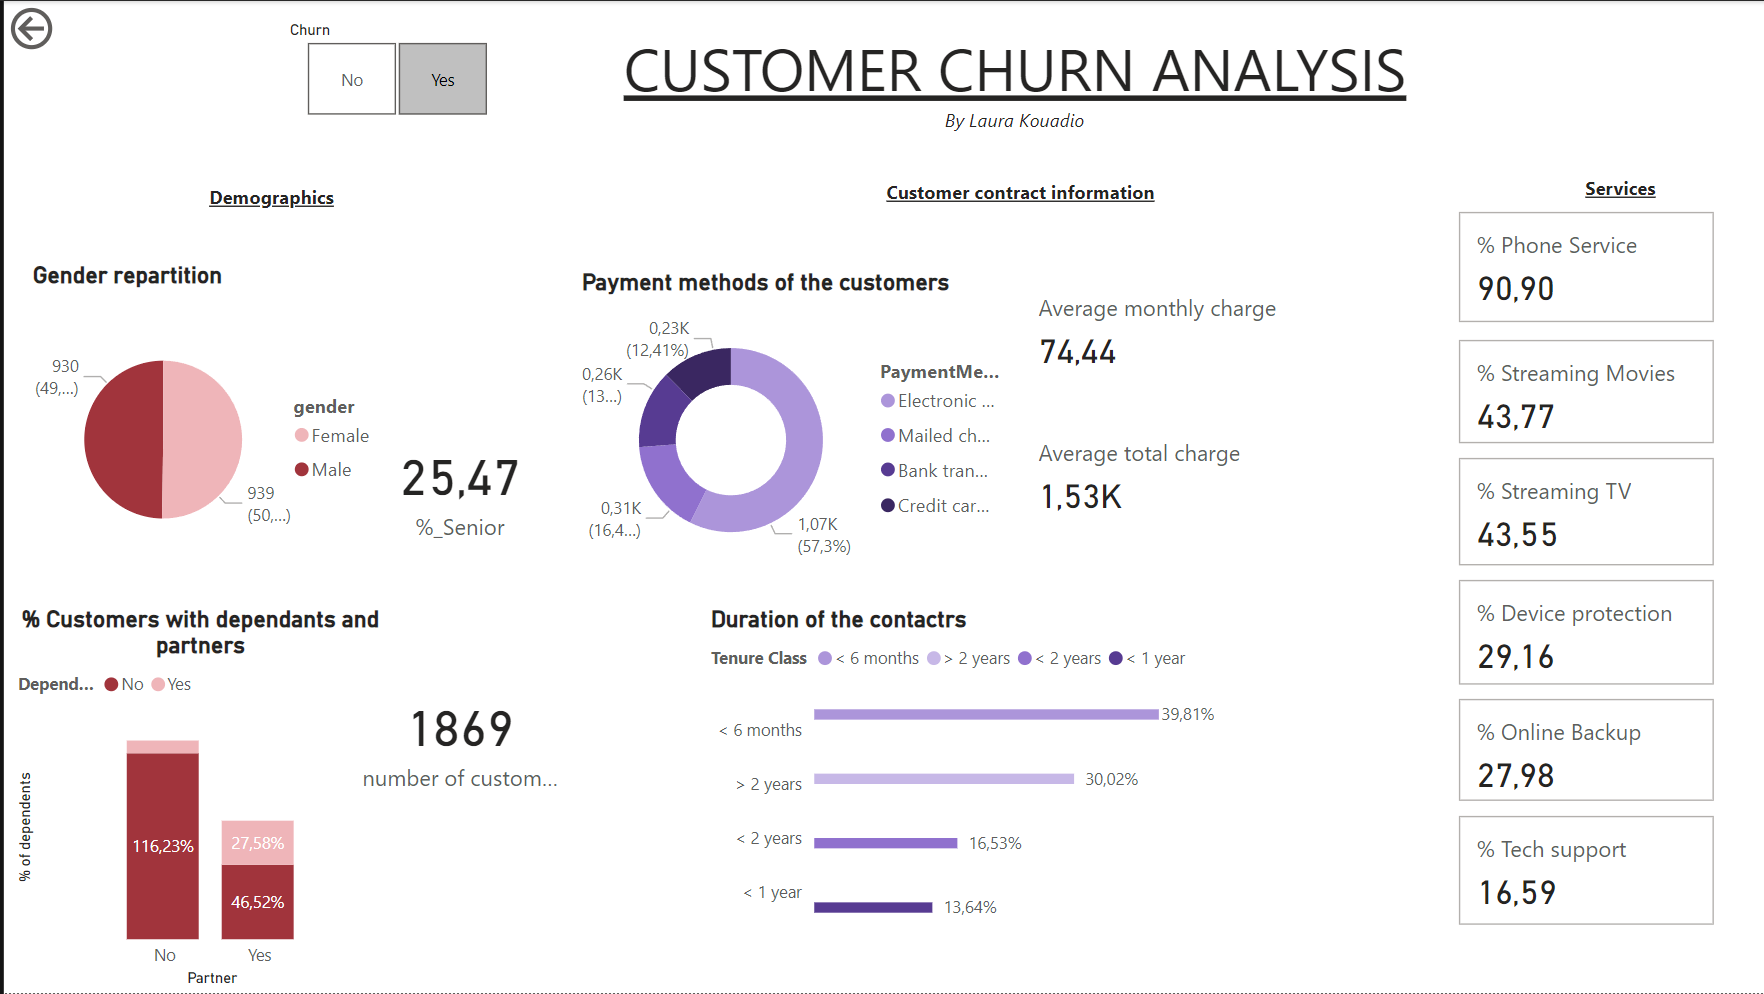 Churn
No
Yes
CUSTOMER CHURN ANALYSIS
By Laura Kouadio
Demographics
Gender repartition
930
(49,...)
939
(50,...)
gender
Female
Male
25,47
%_Senior
% Customers with dependants and
partners
Depend...
No
Yes
% of dependents
116,23%
27,58%
46,52%
No
Yes
Partner
1869
number of custom...
Customer contract information
Payment methods of the customers
0,23K
(12,41%)
0,26K
(13...)
0,31K
(16,4...)
1,07K
(57,3%)
PaymentMe...
Electronic ...
Mailed ch...
Bank tran...
Credit car...
Average monthly charge
74,44
Average total charge
1,53K
Duration of the contactrs
Tenure Class
< 6 months
> 2 years
< 2 years
< 1 year
< 6 months
39,81%
> 2 years
30,02%
< 2 years
16,53%
< 1 year
13,64%
Services
% Phone Service
90,90
% Streaming Movies
43,77
% Streaming TV
43,55
% Device protection
29,16
% Online Backup
27,98
% Tech support
16,59